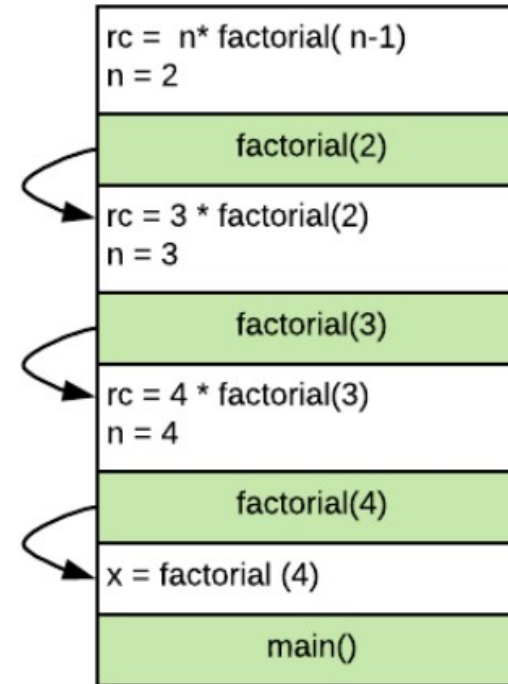 rc = n* factorial( n-1)
n = 2
factorial(2)
rc = 3 * factorial(2)
n = 3
factorial(3)
rc = 4 * factorial(3)
n = 4
factorial(4)
x = factorial (4)
main()